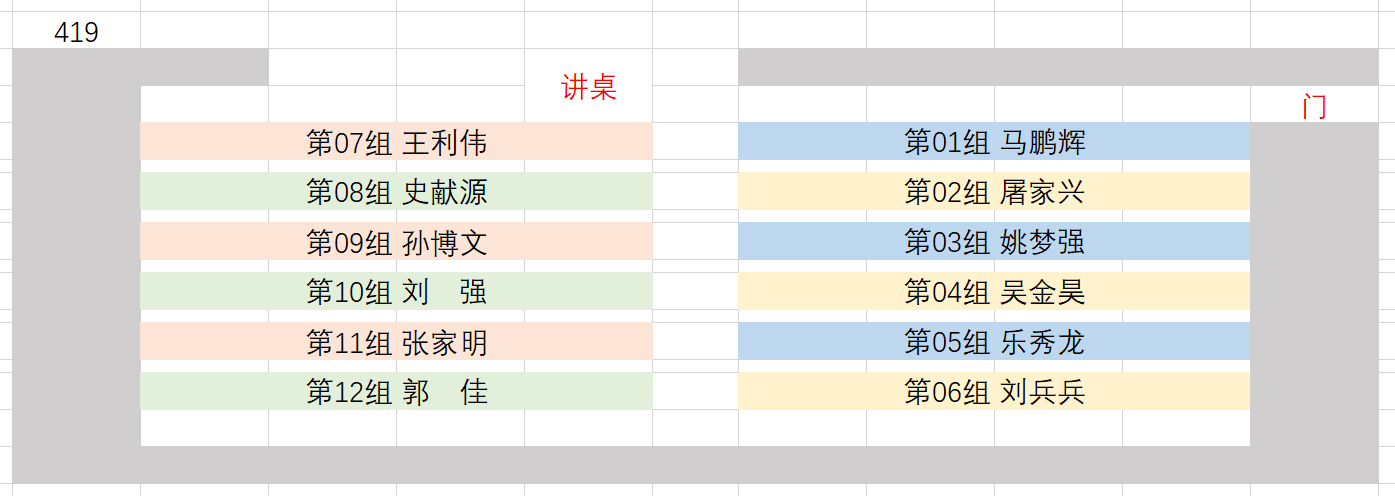 419
讲桌
门
第07组 王利伟
第01组 马鹏辉
第08组 史献源
第02组 屠家兴
第09组 孙博文
第03组 姚梦强
第10组 刘　强
第04组 吴金昊
第11组 张家明
第05组 乐秀龙
第12组 郭　佳
第06组 刘兵兵